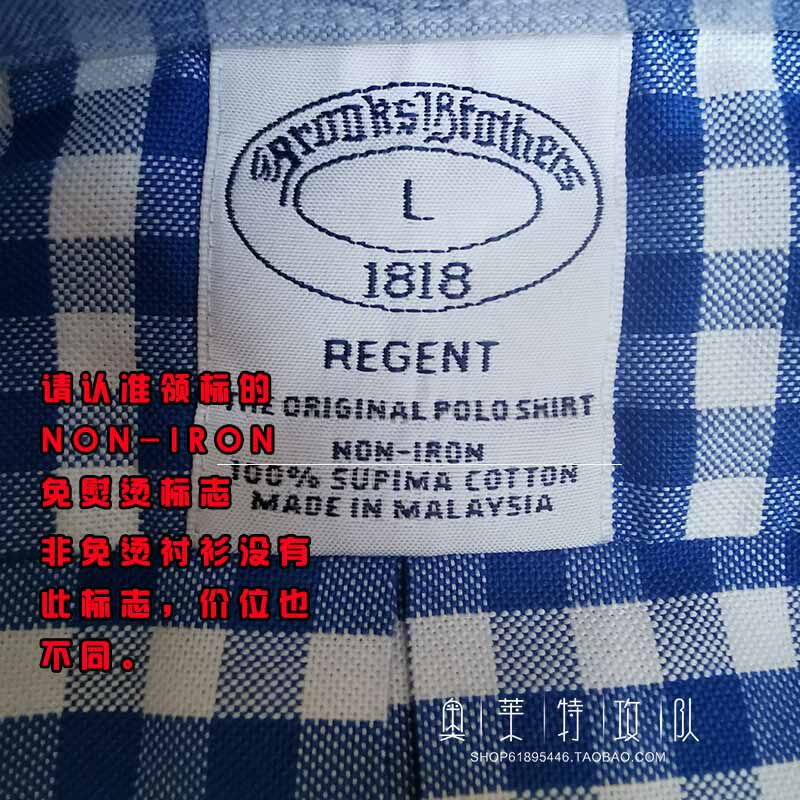 Brooks Brothers
L
1818
REGENT
THE ORIGINAL POLO SHIRT
NON-IRON
100% SUPIMA COTTON
MADE IN MALAYSIA
请认准领标的
NON-IRON
免熨烫标志
非免烫衬衫没有
此标志，价位也
不同。
奥莱特攻队
SHOP61895446.TAOBAO.COM